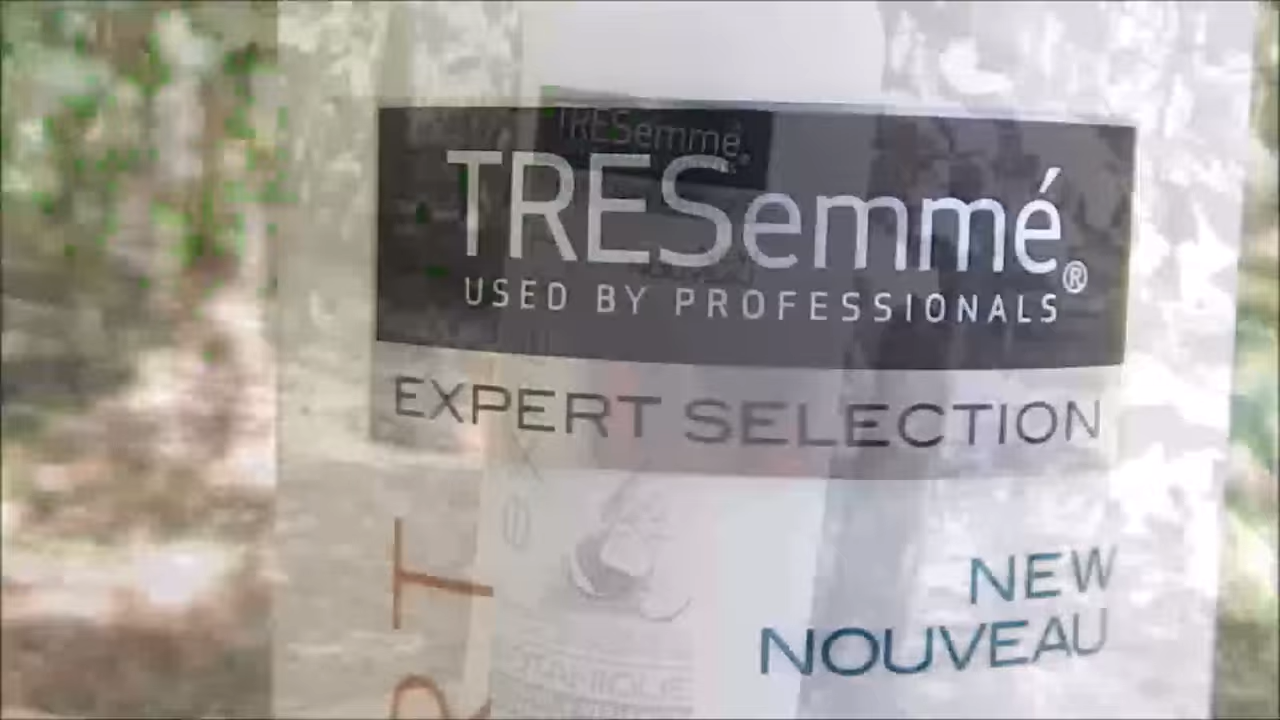 TRESemmé
TRESemmé®
USED BY PROFESSIONALS
EXPERT SELECTION
NEW
NOUVEAU